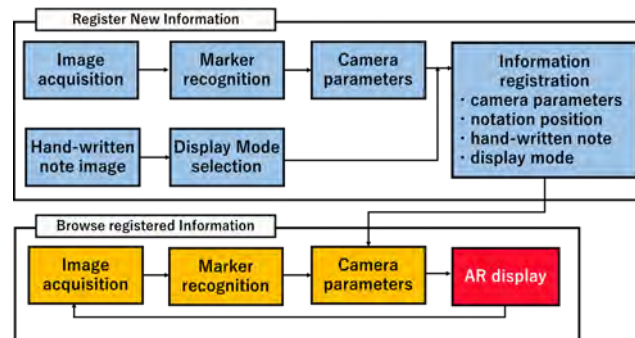 Register New Information
Image
acquisition
Marker
recognition
Camera
parameters
Information
registration
・camera parameters
・notation position
・hand-written note
・display mode
Hand-written
note image
Display Mode
selection
Browse registered Information
Image
acquisition
Marker
recognition
Camera
parameters
AR display